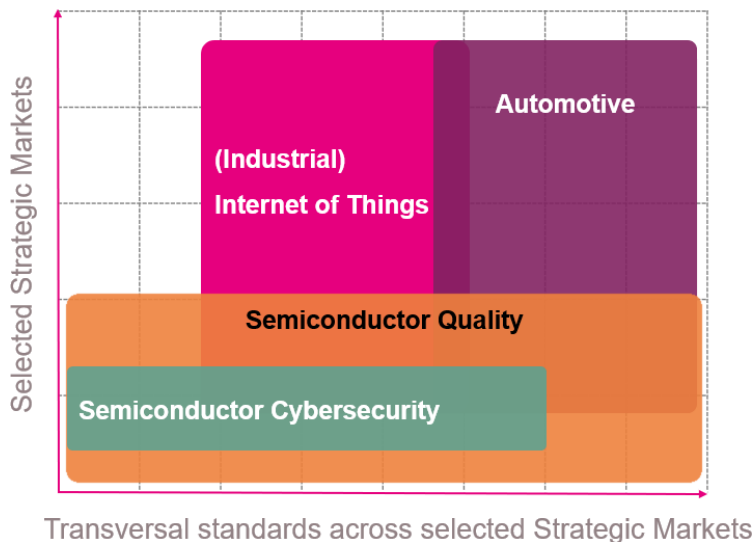 Selected Strategic Markets
Automotive
(Industrial)
Internet of Things
Semiconductor Quality
Semiconductor Cybersecurity
Transversal standards across selected Strategic Markets